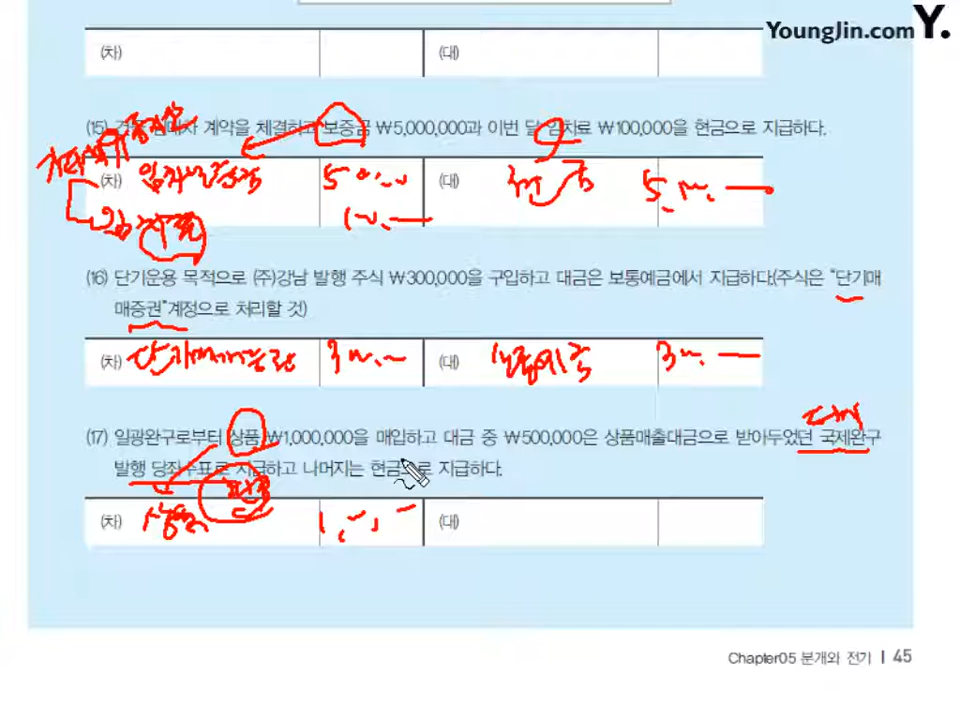 YoungJin.com Y.
(차) (대)
(15) 매차 계약을 체결하고 보증금 ₩5,000,000과 이번 달 임차료 ₩100,000을 현금으로 지급하다.
(차) 임차보증금 (대) 현금
(16) 단기운용 목적으로 (주)강남 발행 주식 ₩300,000을 구입하고 대금은 보통예금에서 지급하다(주식은 "단기매
매증권"계정으로 처리할 것)
(차) 단기매매증권 3 (대) 보통예금 3
(17) 일광완구로부터 상품 ₩1,000,000을 매입하고 대금 중 ₩500,000은 상품매출대금으로 받아두었던 국제완구
발행 당좌수표로 지급하고 나머지는 현금으로 지급하다.
(차) 상품 1, (대)
Chapter05 분개와 전기 | 45